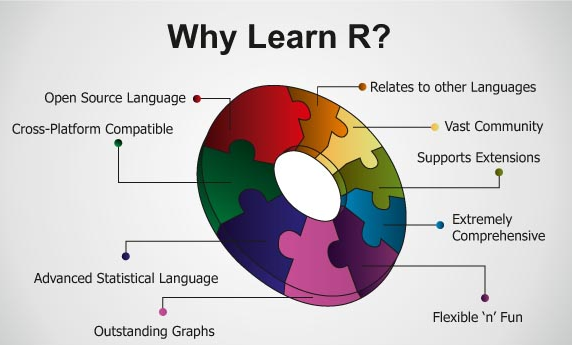 Why Learn R?
Open Source Language
Relates to other Languages
Cross-Platform Compatible
Vast Community
Supports Extensions
Extremely
Comprehensive
Advanced Statistical Language
Flexible ‘n’ Fun
Outstanding Graphs